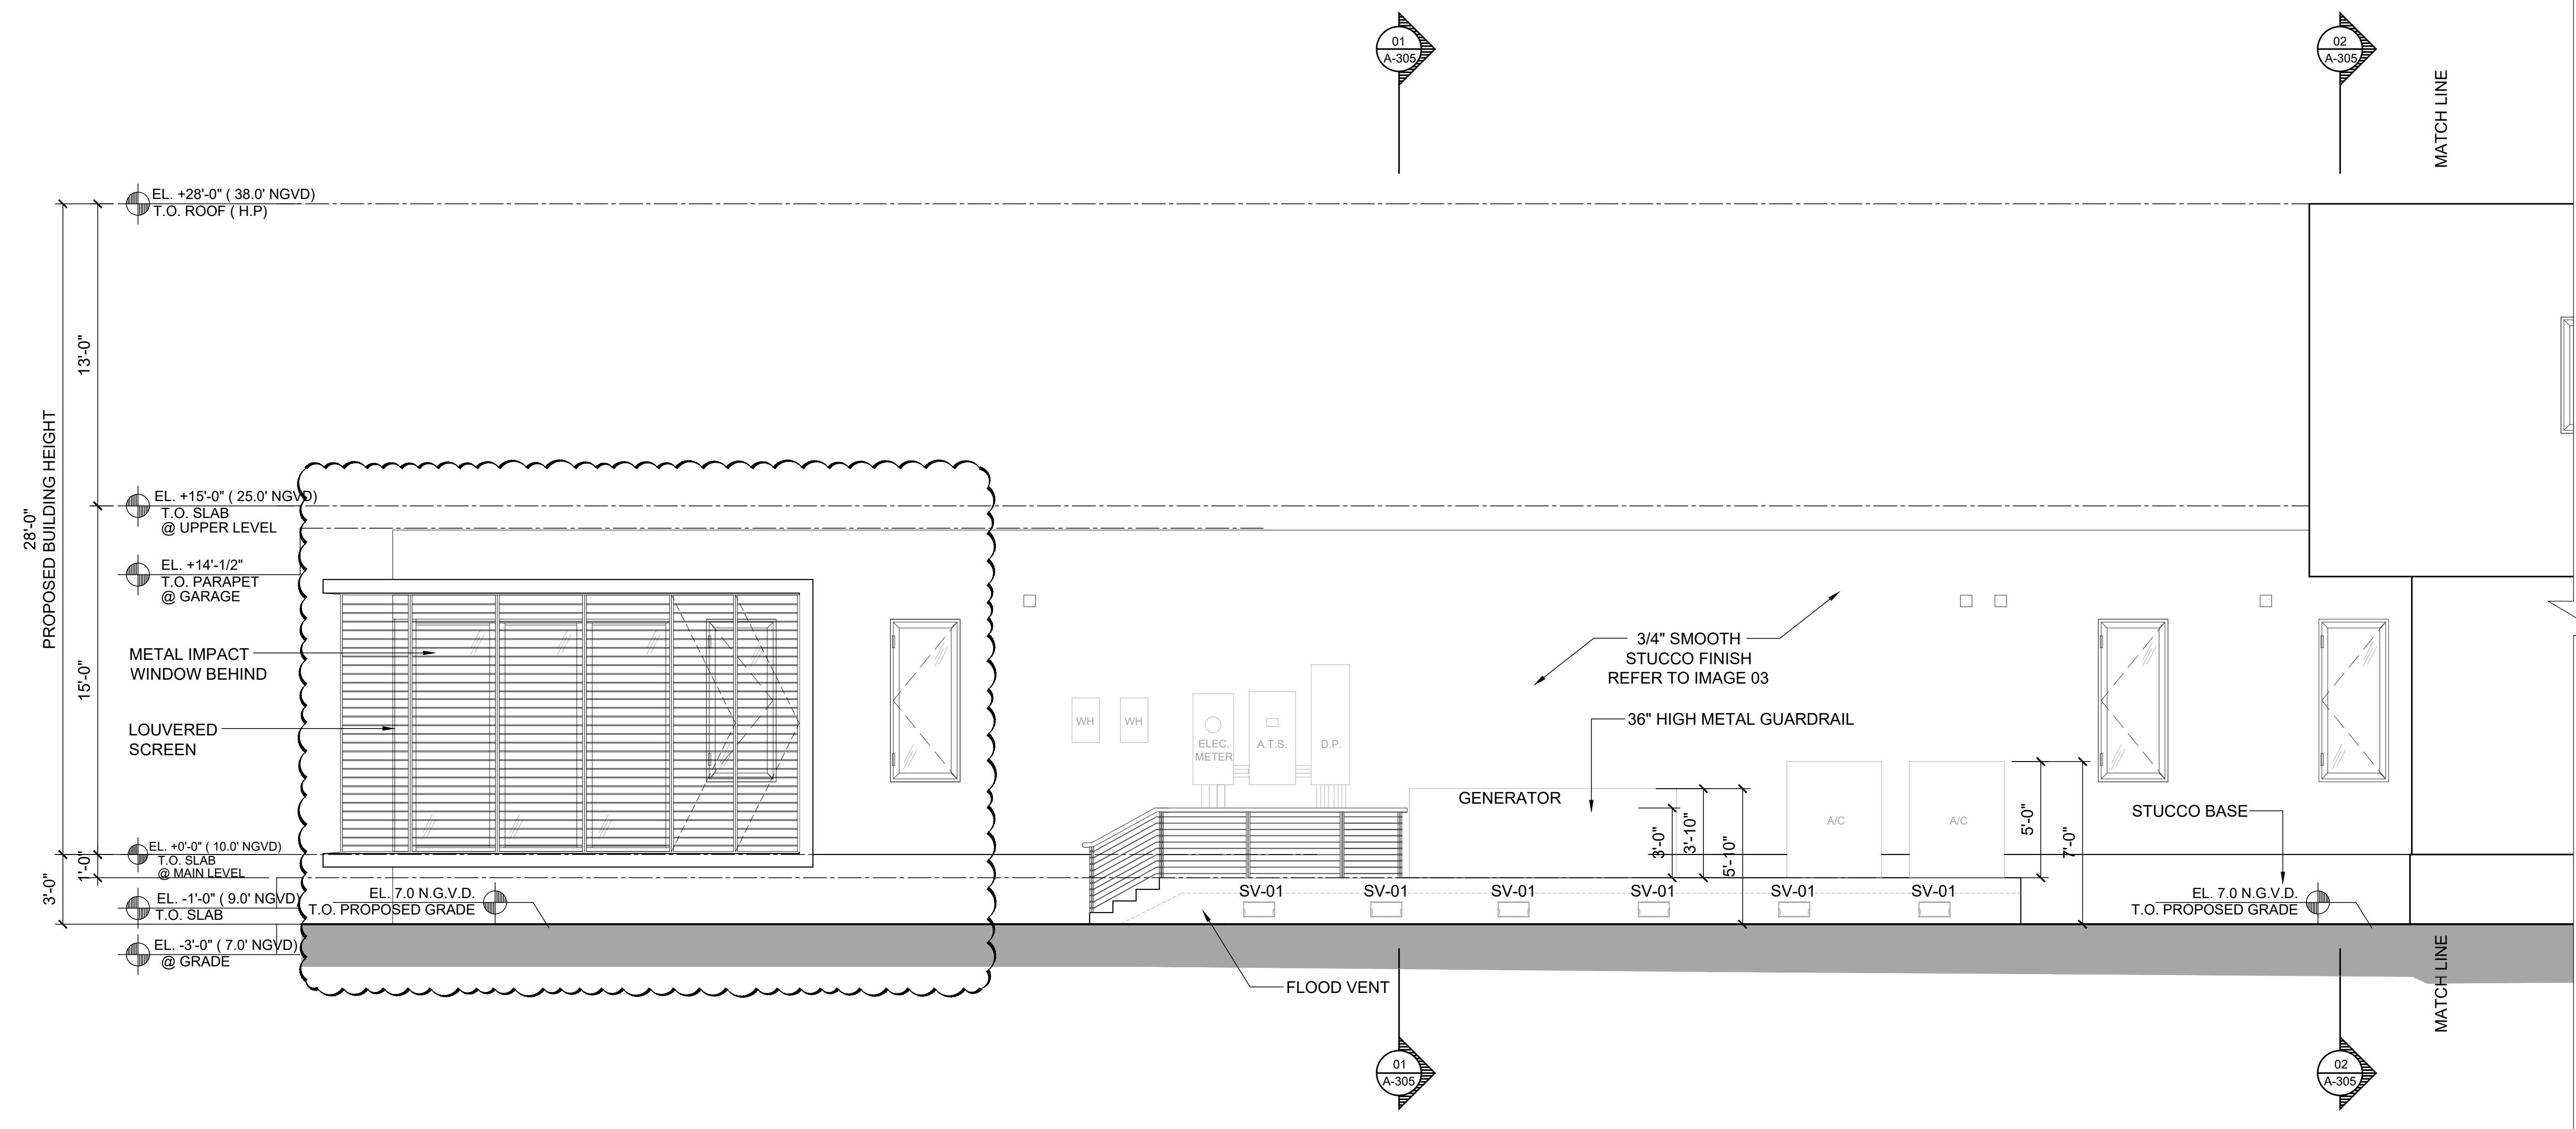 01
A-305
02
A-305
MATCH LINE
EL. +28'-0" ( 38.0' NGVD)
T.O. ROOF ( H.P)
13'-0"
28'-0"
PROPOSED BUILDING HEIGHT
EL. +15'-0" ( 25.0' NGVD)
T.O. SLAB
@ UPPER LEVEL
EL. +14'-1/2"
T.O. PARAPET
@ GARAGE
15'-0"
METAL IMPACT
WINDOW BEHIND
LOUVERED
SCREEN
3/4" SMOOTH
STUCCO FINISH
REFER TO IMAGE 03
36" HIGH METAL GUARDRAIL
WH
WH
ELEC.
METER
A.T.S.
D.P.
GENERATOR
A/C
A/C
3'-0"
3'-10"
5'-10"
5'-0"
7'-0"
STUCCO BASE
EL. +0'-0" ( 10.0' NGVD)
T.O. SLAB
@ MAIN LEVEL
1'-0"
3'-0"
EL. -1'-0" ( 9.0' NGVD)
T.O. SLAB
EL. 7.0 N.G.V.D.
T.O. PROPOSED GRADE
SV-01
SV-01
SV-01
SV-01
SV-01
SV-01
EL. 7.0 N.G.V.D.
T.O. PROPOSED GRADE
EL. -3'-0" ( 7.0' NGVD)
@ GRADE
FLOOD VENT
MATCH LINE
01
A-305
02
A-305